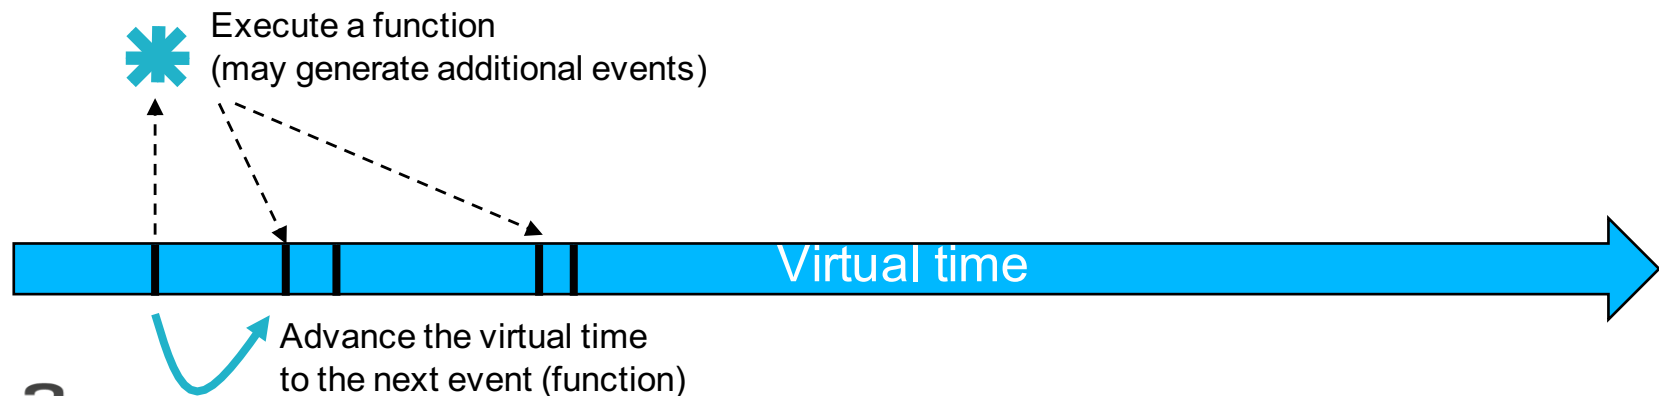 Execute a function
(may generate additional events)
Virtual time
Advance the virtual time
to the next event (function)